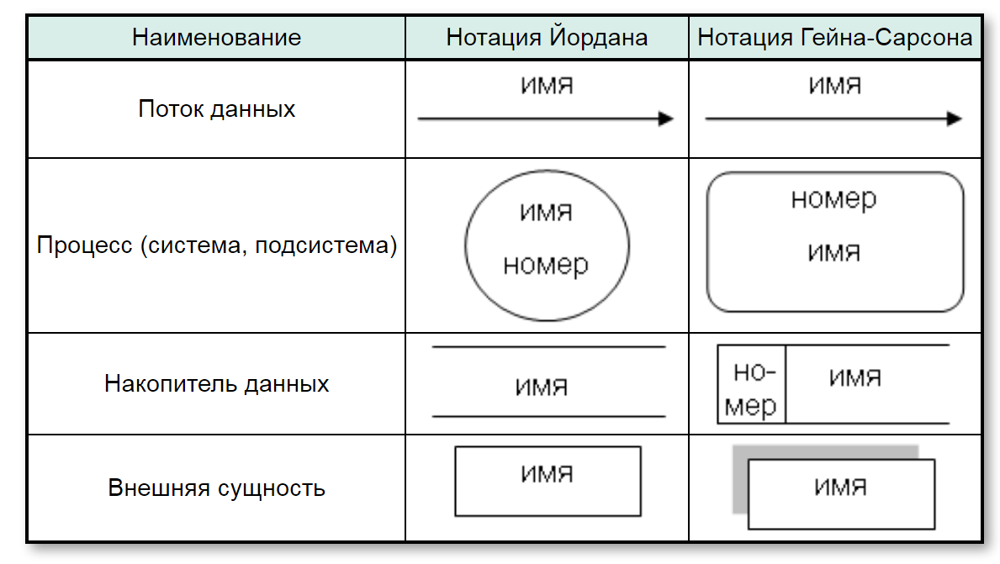 Наименование
Нотация Йордана
Нотация Гейна-Сарсона
Поток данных
имя
имя
Процесс (система, подсистема)
имя
номер
номер
имя
Накопитель данных
имя
но-
мер
имя
Внешняя сущность
имя
имя